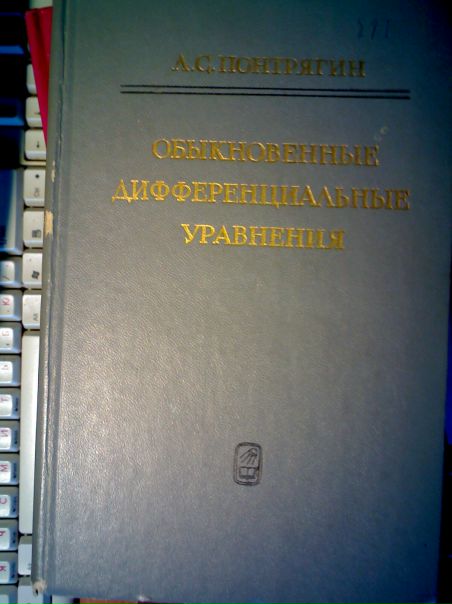 Л.С. ПОНТРЯГИН
ОБЫКНОВЕННЫЕ
ДИФФЕРЕНЦИАЛЬНЫЕ
УРАВНЕНИЯ